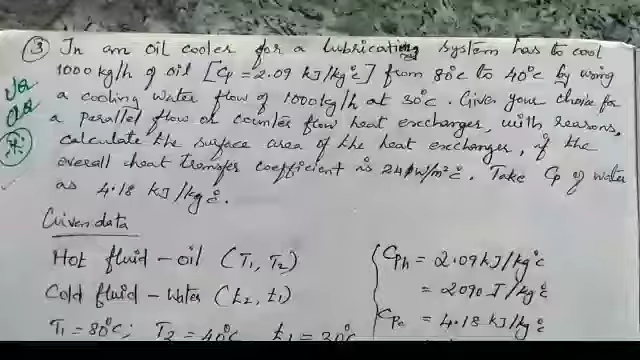 ③ In an oil cooler for a lubricating system has to cool
1000 kg/h of oil [Cp = 2.09 kJ/kg°c] from 80°c to 40°c by using
a cooling water flow of 1000 kg/h at 30°c. Given your choice for
a parallel flow or counter flow heat exchanger, with reasons,
calculate the surface area of the heat exchanger, if the
overall heat transfer coefficient is W/m²°c. Take Cp of water
as 4.18 kJ/kg°c.
Given data
Hot fluid - oil (T1, T2)
Cold fluid - Water (t2, t1)
T1 = 80°c; T2 = 40°c t1 = 30°c
Cph = 2.09 kJ/kg°c
= 2090 J/kg°c
Cpc = 4.18 kJ/kg°c